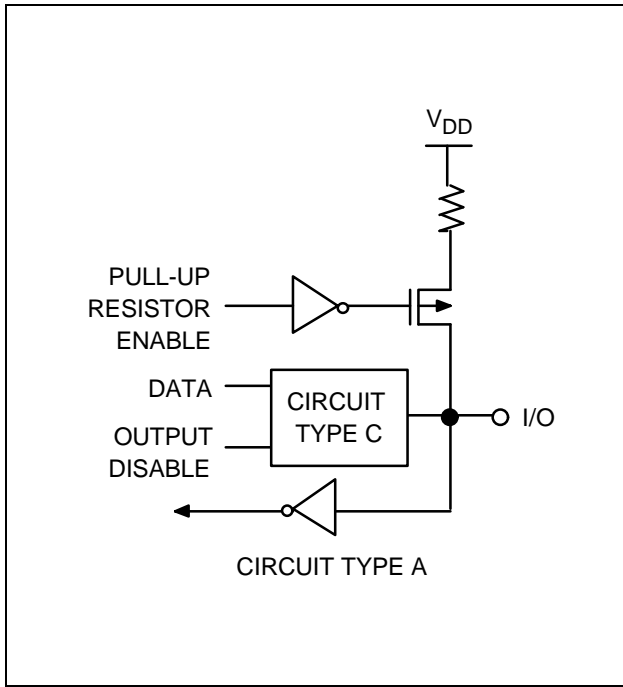 VDD
PULL-UP
RESISTOR
ENABLE
DATA
CIRCUIT
TYPE C
I/O
OUTPUT
DISABLE
CIRCUIT TYPE A